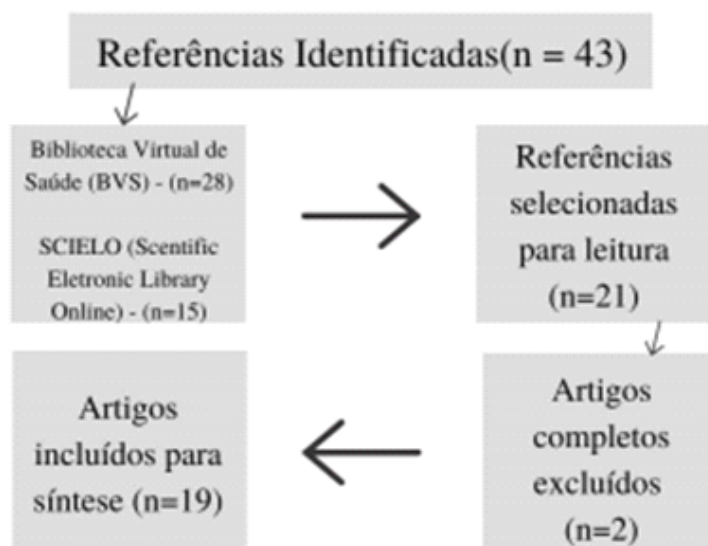 Referências Identificadas(n = 43)
Biblioteca Virtual de
Saúde (BVS) - (n=28)
SCIELO (Scentific
Eletronic Library
Online) - (n=15)
Referências
selecionadas
para leitura
(n=21)
Artigos
completos
excluídos
(n=2)
Artigos
incluídos para
síntese (n=19)